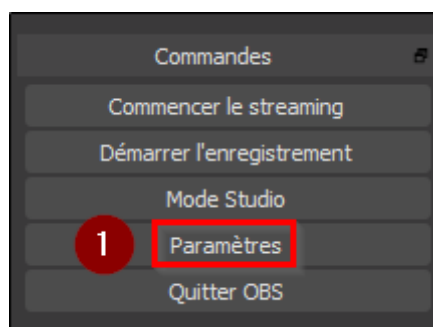 Commandes
Commencer le streaming
Démarrer l'enregistrement
Mode Studio
1 Paramètres
Quitter OBS